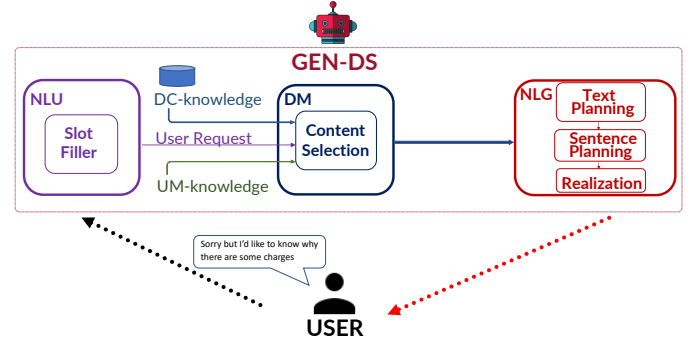 GEN-DS
NLU
Slot
Filler
DC-knowledge
User Request
UM-knowledge
DM
Content
Selection
NLG
Text
Planning
Sentence
Planning
Realization
Sorry but I'd like to know why
there are some charges
USER